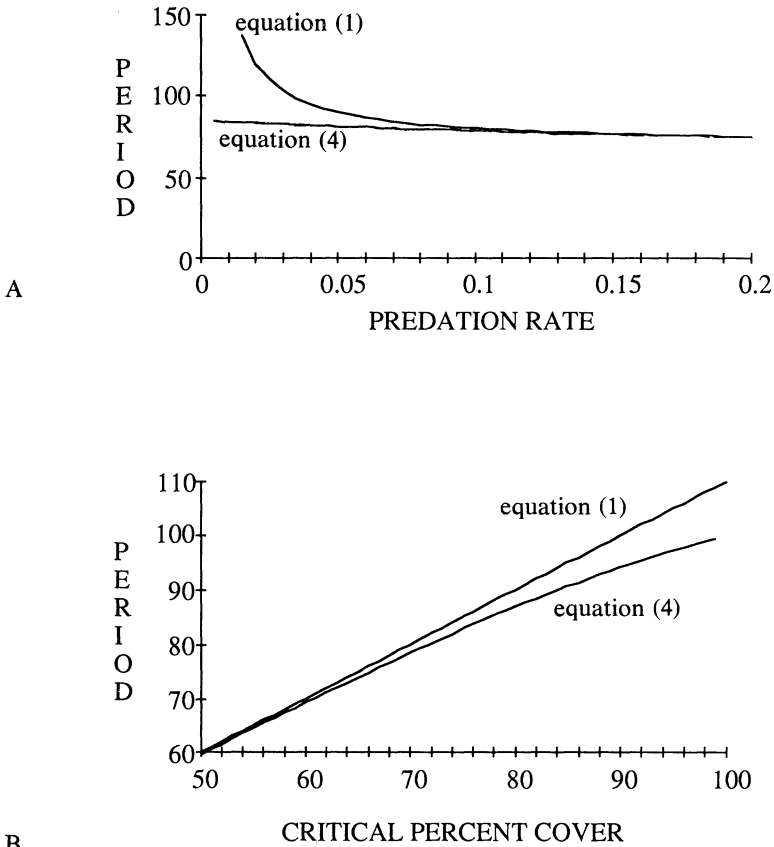 150
equation (1)
100
equation (4)
50
0
PERIOD
0 0.05 0.1 0.15 0.2
A
PREDATION RATE
110
equation (1)
100
90
equation (4)
80
70
60
PERIOD
50 60 70 80 90 100
CRITICAL PERCENT COVER
B